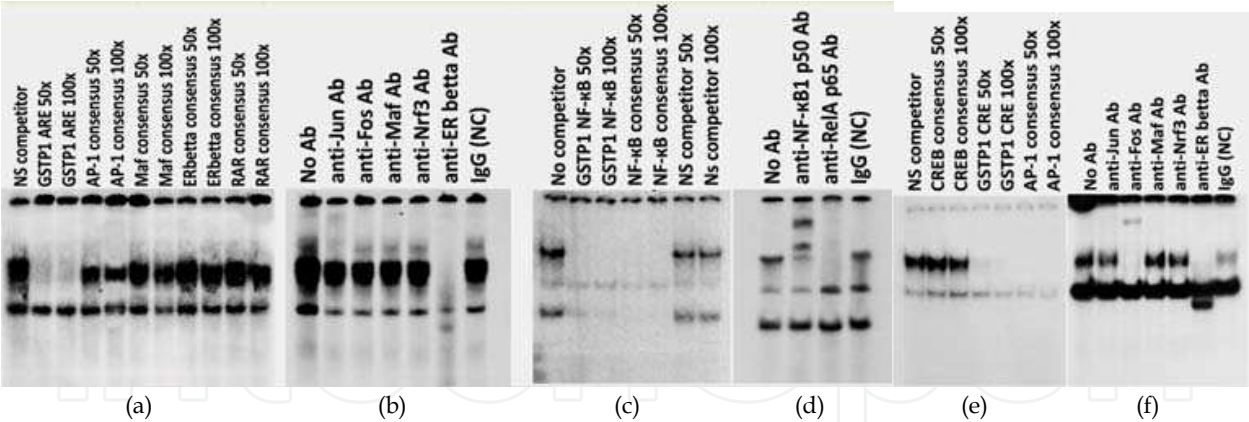 NS competitor
GSTP1 ARE 50x
GSTP1 ARE 100x
AP-1 consensus 50x
AP-1 consensus 100x
Maf consensus 50x
Maf consensus 100x
ERbetta consensus 50x
ERbetta consensus 100x
RAR consensus 50x
RAR consensus 100x
No Ab
anti-Jun Ab
anti-Fos Ab
anti-Maf Ab
anti-Nrf3 Ab
anti-ER betta Ab
IgG (NC)
No competitor
GSTP1 NF-κB 50x
GSTP1 NF-κB 100x
NF-κB consensus 50x
NF-κB consensus 100x
NS competitor 50x
Ns competitor 100x
No Ab
anti-NF-κB1 p50 Ab
anti-RelA p65 Ab
IgG (NC)
NS competitor
CREB consensus 50x
CREB consensus 100x
GSTP1 CRE 50x
GSTP1 CRE 100x
AP-1 consensus 50x
AP-1 consensus 100x
No Ab
anti-Jun Ab
anti-Fos Ab
anti-Maf Ab
anti-Nrf3 Ab
anti-ER betta Ab
IgG (NC)
(a) (b) (c) (d) (e) (f)